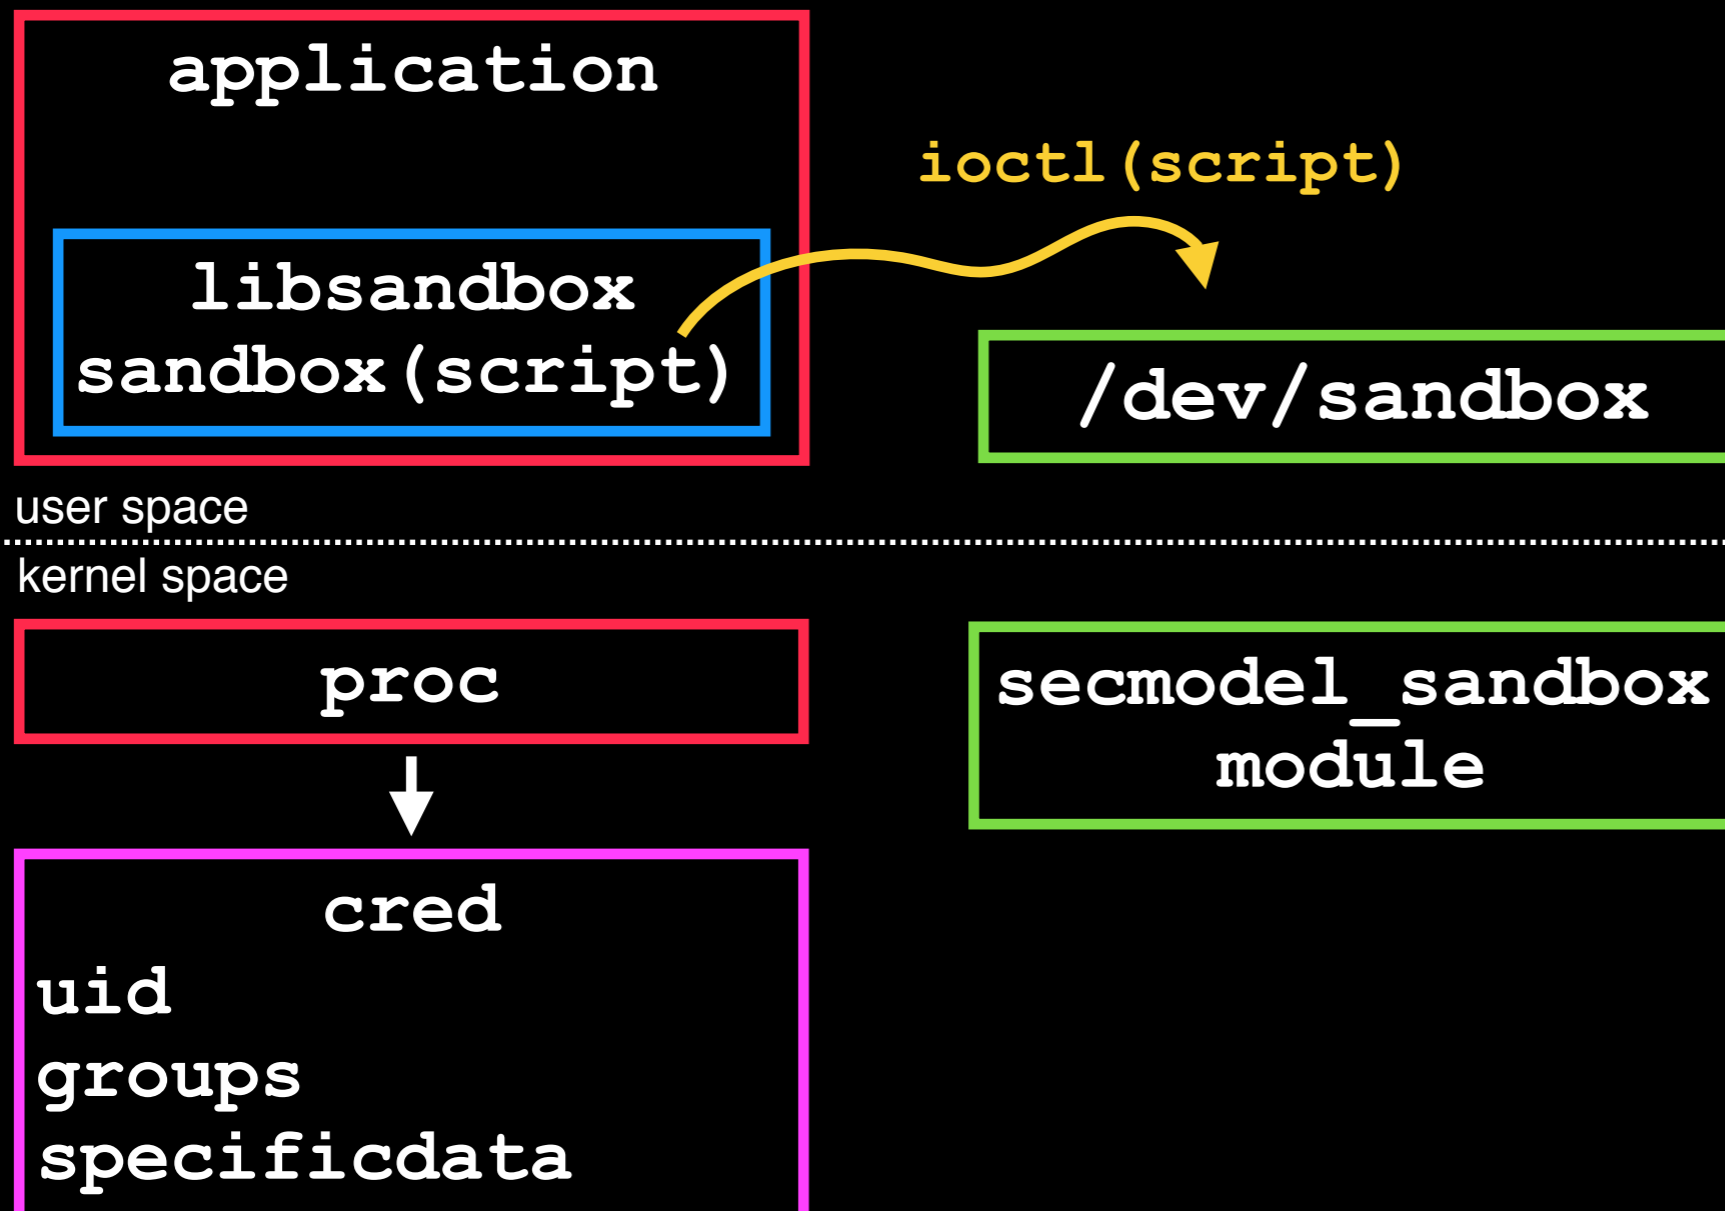 application
ioctl(script)
libsandbox
sandbox(script)
/dev/sandbox
user space
kernel space
proc
secmodel_sandbox
module
cred
uid
groups
specificdata